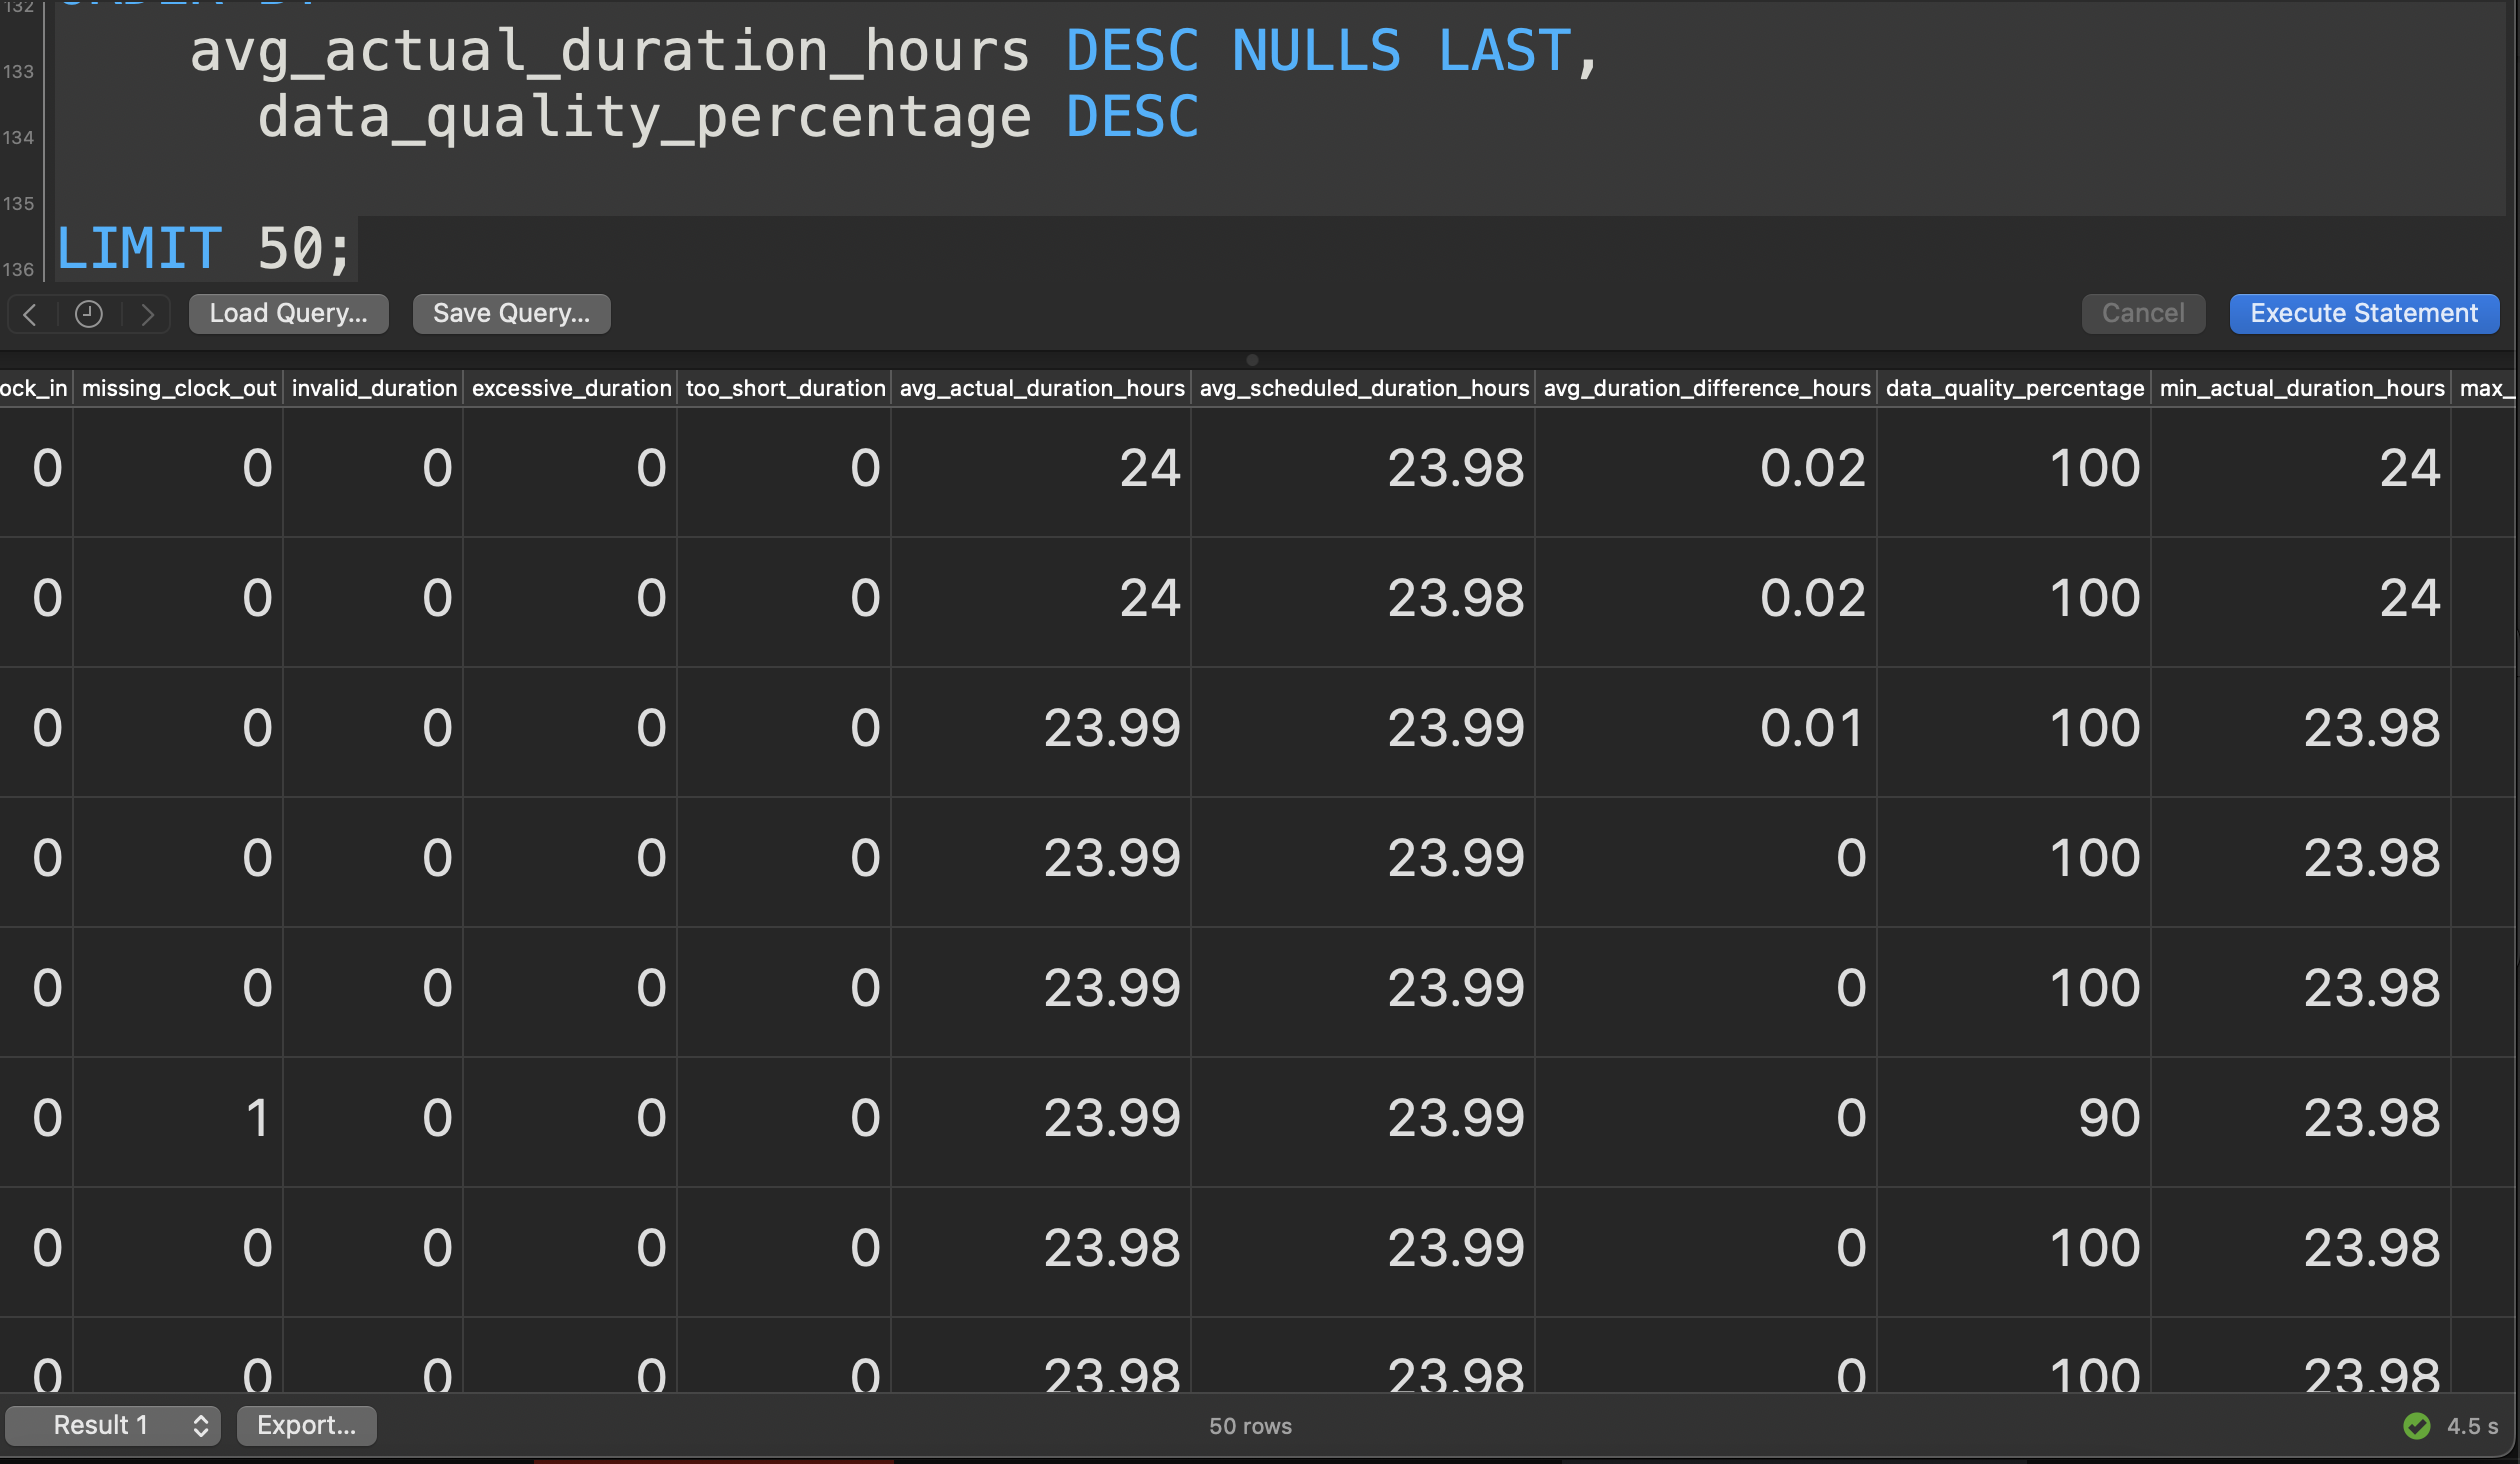 132 ORDER BY
133 avg_actual_duration_hours DESC NULLS LAST,
134 data_quality_percentage DESC
135
136 LIMIT 50;
Load Query... Save Query... Cancel Execute Statement
ock_in missing_clock_out invalid_duration excessive_duration too_short_duration avg_actual_duration_hours avg_scheduled_duration_hours avg_duration_difference_hours data_quality_percentage min_actual_duration_hours max_
0 0 0 0 0 24 23.98 0.02 100 24
0 0 0 0 0 24 23.98 0.02 100 24
0 0 0 0 0 23.99 23.99 0.01 100 23.98
0 0 0 0 0 23.99 23.99 0 100 23.98
0 0 0 0 0 23.99 23.99 0 100 23.98
0 1 0 0 0 23.99 23.99 0 90 23.98
0 0 0 0 0 23.98 23.99 0 100 23.98
0 0 0 0 0 23.98 23.98 0 100 23.98
Result 1 Export... 50 rows 4.5 s